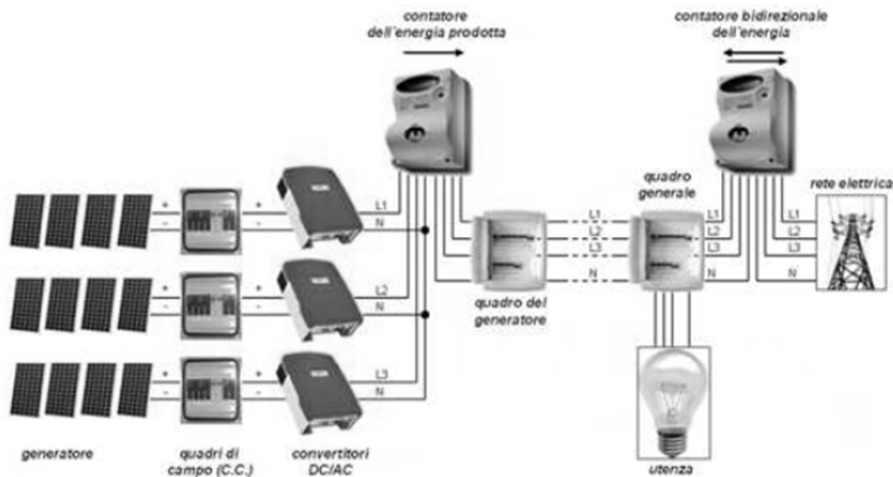 contatore
dell'energia prodotta
contatore bidirezionale
dell'energia
quadro
generale
rete elettrica
+ + L1
- - N
L1 L1 L1
L2 L2 L2
L3 L3 L3
N N N
+ + L2
- - N
quadro del
generatore
+ + L3
- - N
generatore
quadri di
campo (C.C.)
convertitori
DC/AC
utenza